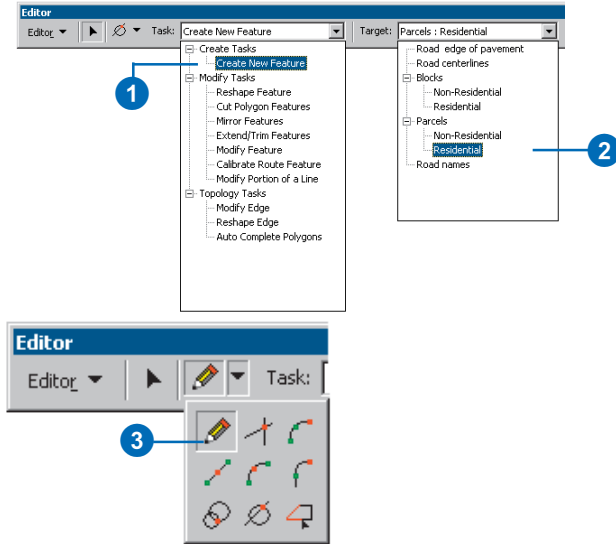 Editor
Editor Task: Create New Feature Target: Parcels : Residential
Create Tasks
Create New Feature
Modify Tasks
Reshape Feature
Cut Polygon Features
Mirror Features
Extend/Trim Features
Modify Feature
Calibrate Route Feature
Modify Portion of a Line
Topology Tasks
Modify Edge
Reshape Edge
Auto Complete Polygons
1
Road edge of pavement
Road centerlines
Blocks
Non-Residential
Residential
Parcels
Non-Residential
Residential
Road names
2
Editor
Editor Task:
3